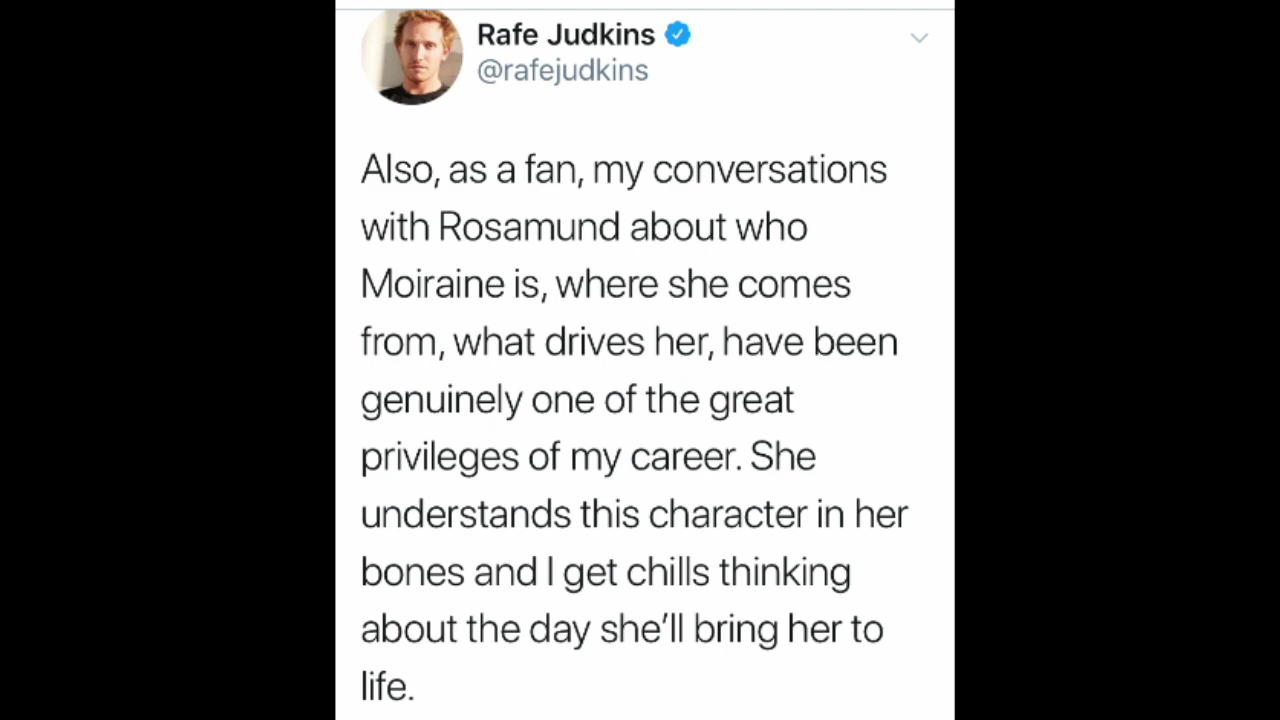 Rafe Judkins
@rafejudkins
Also, as a fan, my conversations
with Rosamund about who
Moiraine is, where she comes
from, what drives her, have been
genuinely one of the great
privileges of my career. She
understands this character in her
bones and I get chills thinking
about the day she’ll bring her to
life.